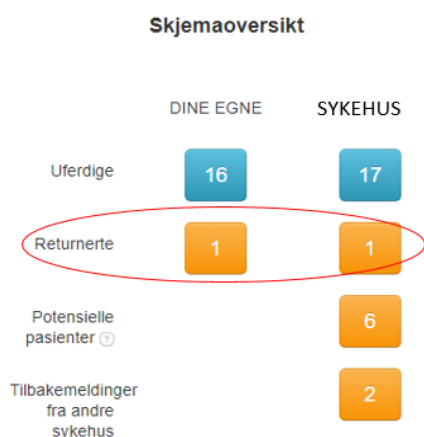 Skjemaoversikt
DINE EGNE SYKEHUS
Uferdige 16 17
Returnerte 1 1
Potensielle
pasienter ? 6
Tilbakemeldinger
fra andre 2
sykehus